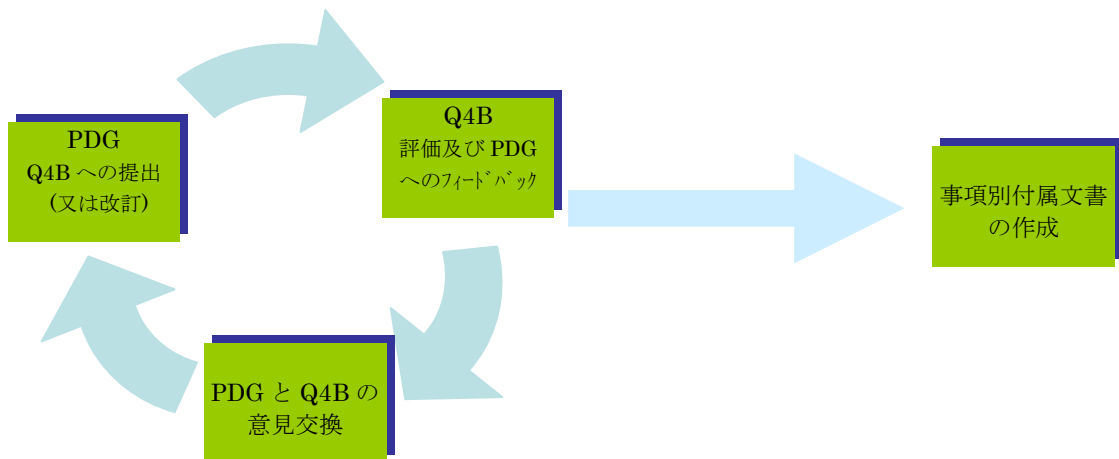 PDG
Q4B への提出
(又は改訂)
Q4B
評価及び PDG
へのﾌｨｰﾄﾞﾊﾞｯｸ
事項別付属文書
の作成
PDG と Q4B の
意見交換